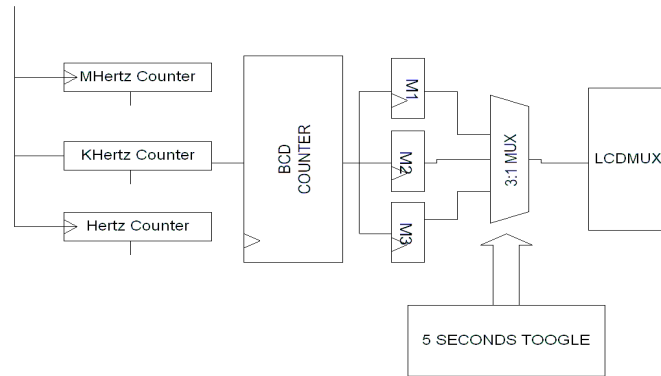 MHertz Counter
KHertz Counter
Hertz Counter
BCD
COUNTER
M1
M2
M3
3:1 MUX
LCDMUX
5 SECONDS TOOGLE